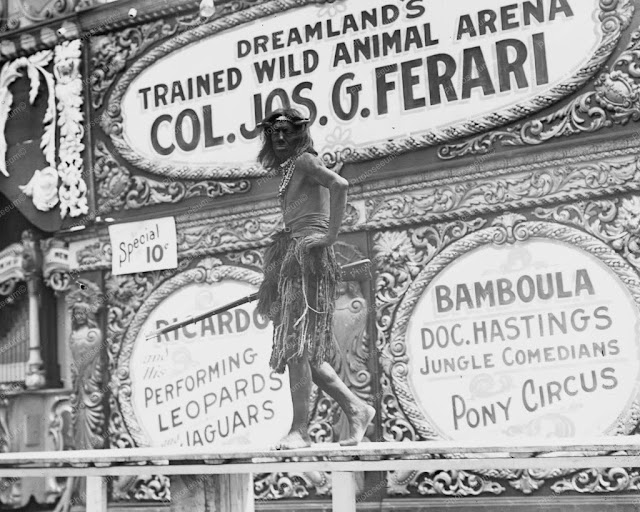 DREAMLAND'S
TRAINED WILD ANIMAL ARENA
COL. JOS. G. FERARI
Special
10¢
RICARDO
and
His
PERFORMING
LEOPARDS
and
JAGUARS
BAMBOULA
DOC. HASTINGS
JUNGLE COMEDIANS
PONY CIRCUS